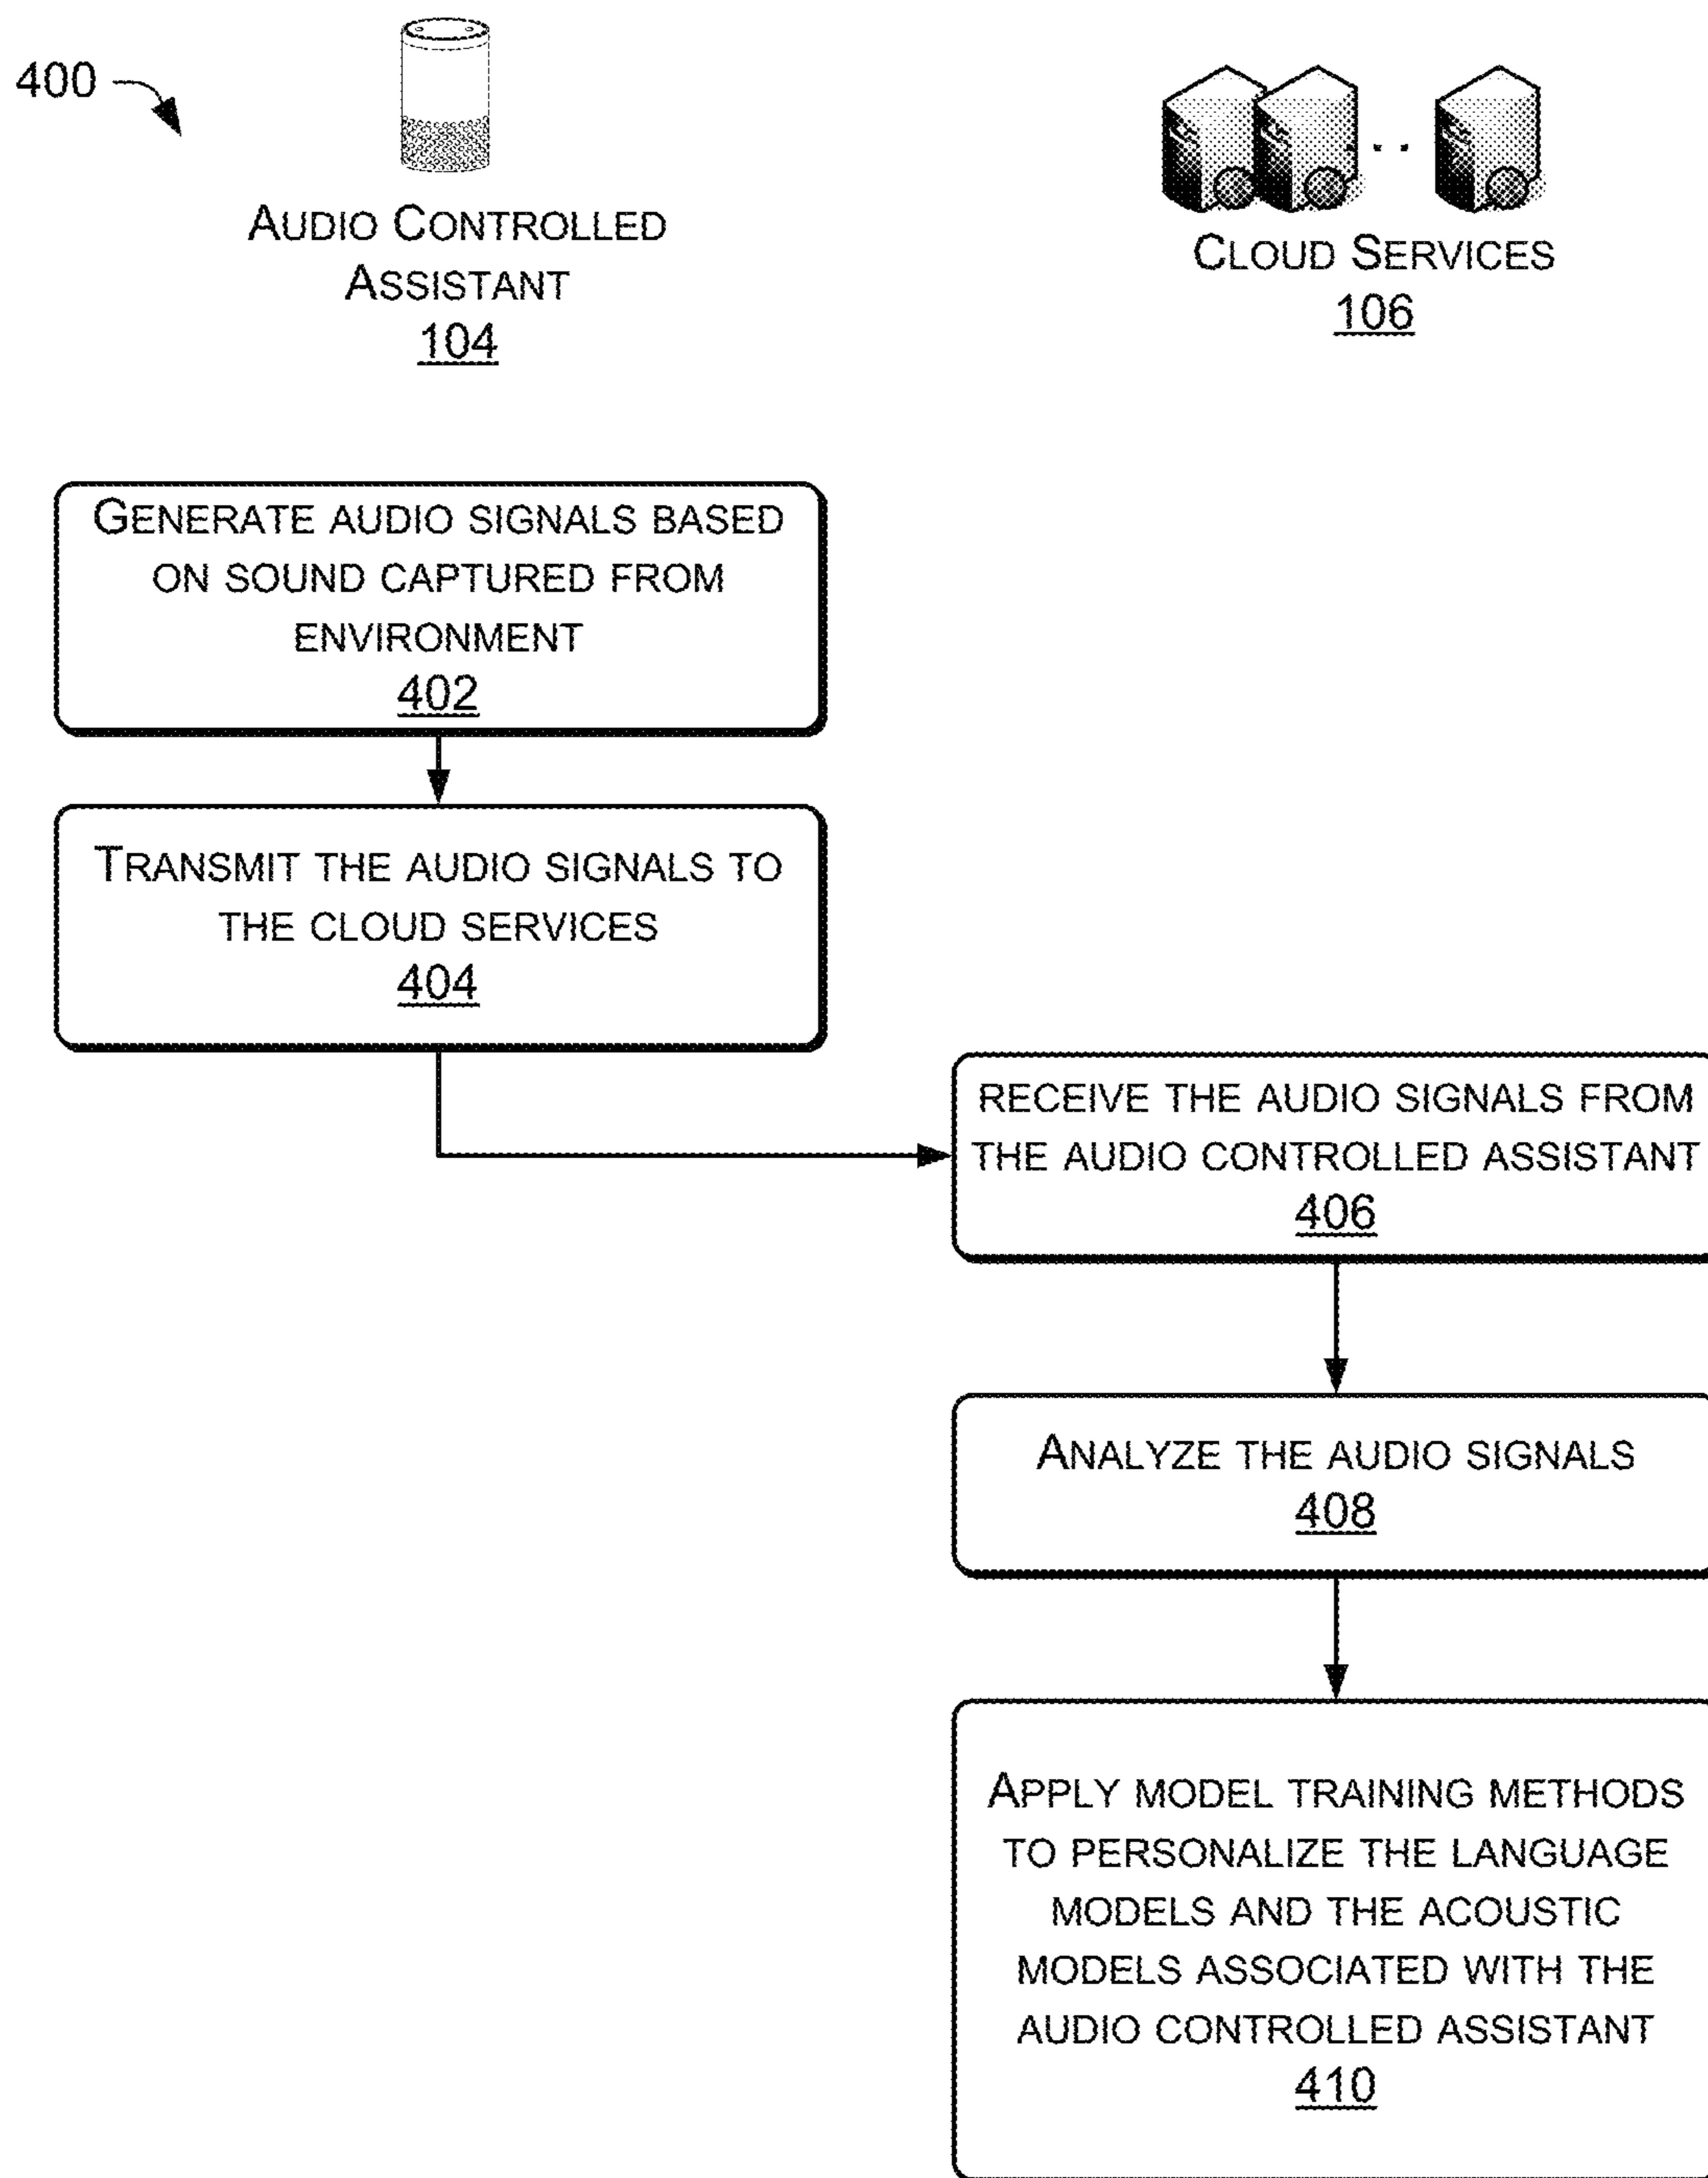 400
AUDIO CONTROLLED
ASSISTANT
104
CLOUD SERVICES
106
GENERATE AUDIO SIGNALS BASED
ON SOUND CAPTURED FROM
ENVIRONMENT
402
TRANSMIT THE AUDIO SIGNALS TO
THE CLOUD SERVICES
404
RECEIVE THE AUDIO SIGNALS FROM
THE AUDIO CONTROLLED ASSISTANT
406
ANALYZE THE AUDIO SIGNALS
408
APPLY MODEL TRAINING METHODS
TO PERSONALIZE THE LANGUAGE
MODELS AND THE ACOUSTIC
MODELS ASSOCIATED WITH THE
AUDIO CONTROLLED ASSISTANT
410